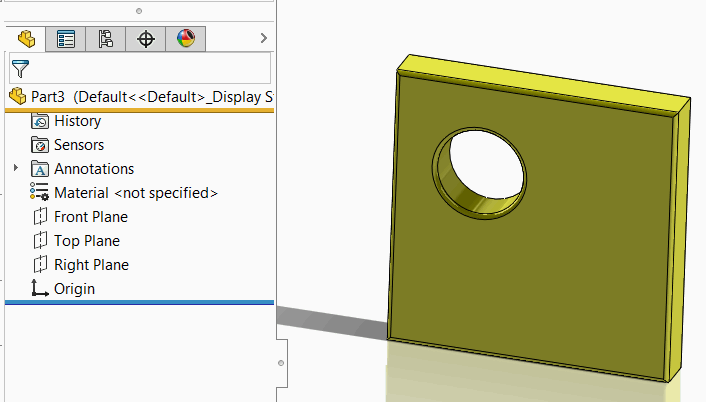 Part3 (Default<<Default>_Display S
History
Sensors
Annotations
Material <not specified>
Front Plane
Top Plane
Right Plane
Origin